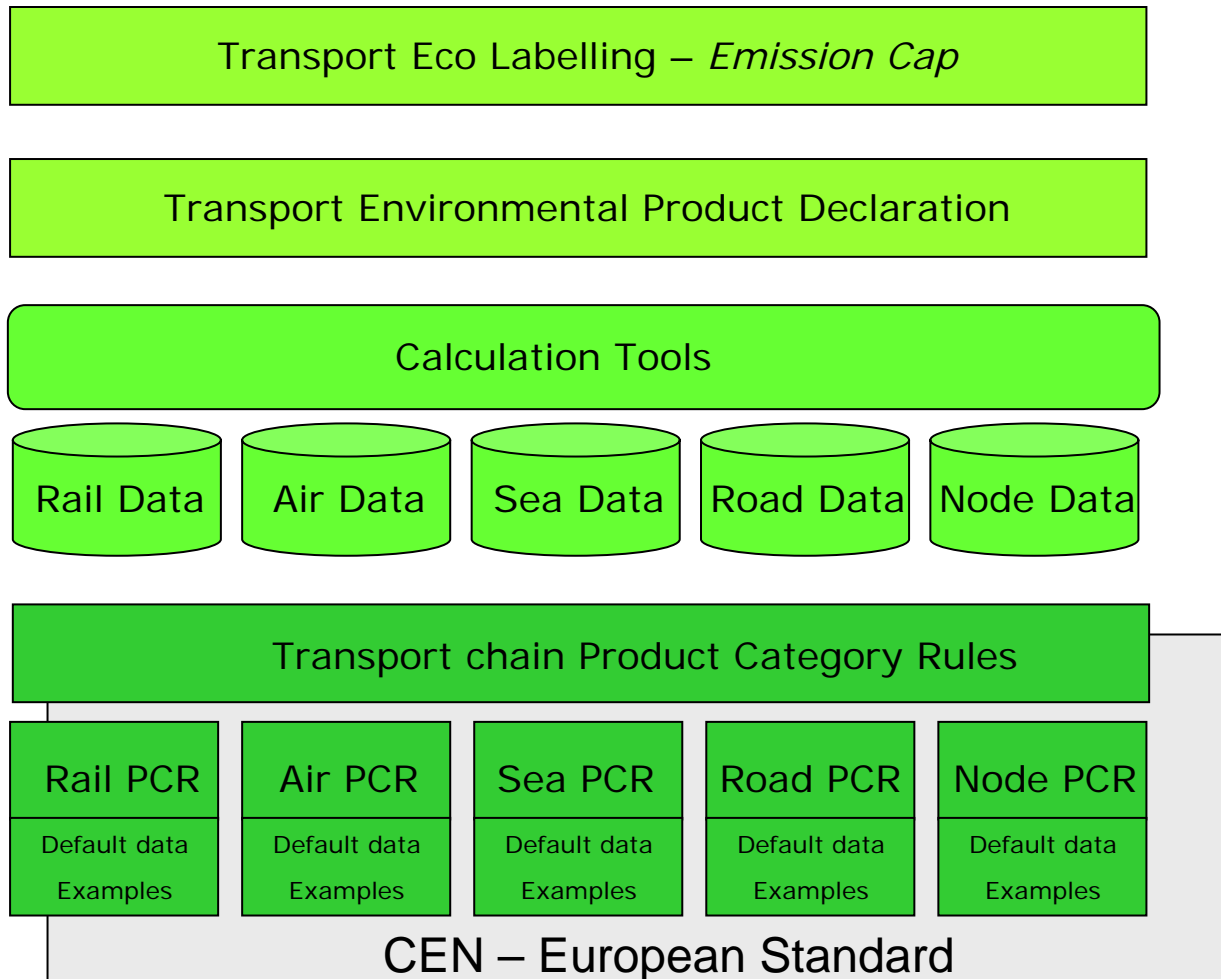 Transport Eco Labelling – Emission Cap
Transport Environmental Product Declaration
Calculation Tools
Rail Data
Air Data
Sea Data
Road Data
Node Data
Transport chain Product Category Rules
Rail PCR
Air PCR
Sea PCR
Road PCR
Node PCR
Default data
Examples
Default data
Examples
Default data
Examples
Default data
Examples
Default data
Examples
CEN – European Standard